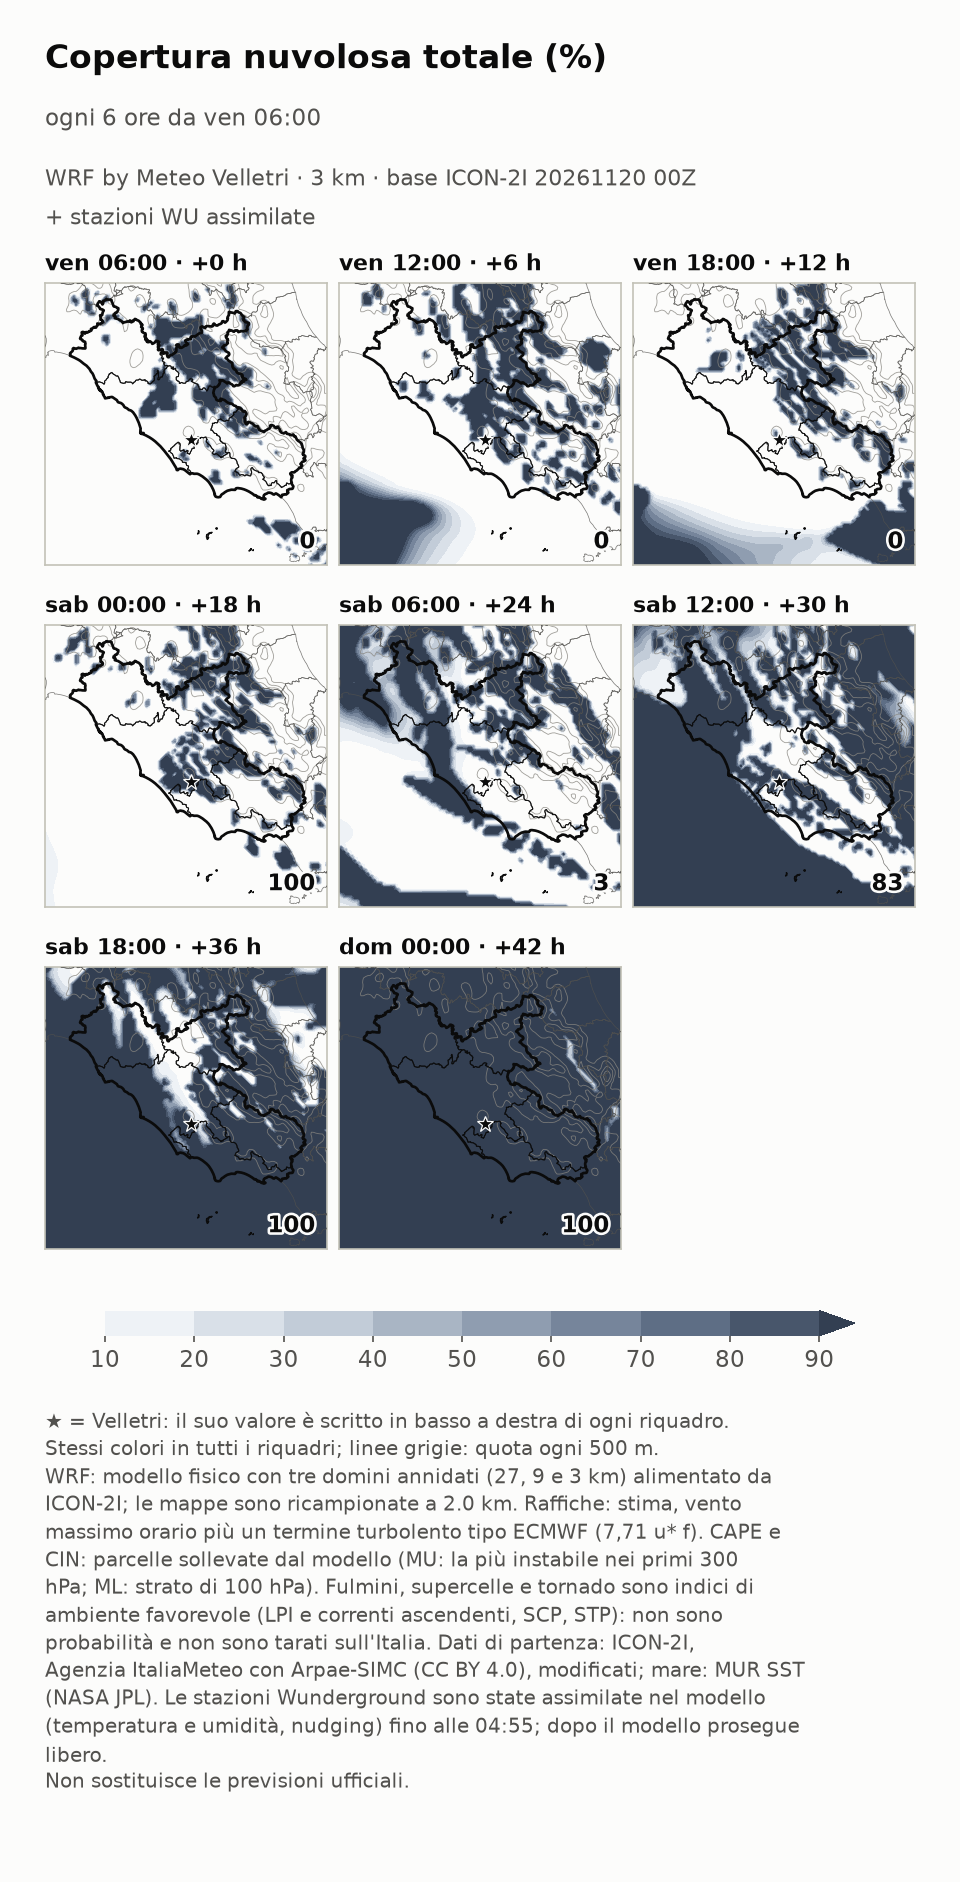 Copertura nuvolosa totale (%)
ogni 6 ore da ven 06:00
WRF by Meteo Velletri · 3 km · base ICON-2I 20261120 00Z
+ stazioni WU assimilate
ven 06:00 · +0 h
ven 12:00 · +6 h
ven 18:00 · +12 h
0
0
0
sab 00:00 · +18 h
sab 06:00 · +24 h
sab 12:00 · +30 h
100
3
83
sab 18:00 · +36 h
dom 00:00 · +42 h
100
100
10 20 30 40 50 60 70 80 90
★ = Velletri: il suo valore è scritto in basso a destra di ogni riquadro.
Stessi colori in tutti i riquadri; linee grigie: quota ogni 500 m.
WRF: modello fisico con tre domini annidati (27, 9 e 3 km) alimentato da
ICON-2I; le mappe sono ricampionate a 2.0 km. Raffiche: stima, vento
massimo orario più un termine turbolento tipo ECMWF (7,71 u* f). CAPE e
CIN: parcelle sollevate dal modello (MU: la più instabile nei primi 300
hPa; ML: strato di 100 hPa). Fulmini, supercelle e tornado sono indici di
ambiente favorevole (LPI e correnti ascendenti, SCP, STP): non sono
probabilità e non sono tarati sull'Italia. Dati di partenza: ICON-2I,
Agenzia ItaliaMeteo con Arpae-SIMC (CC BY 4.0), modificati; mare: MUR SST
(NASA JPL). Le stazioni Wunderground sono state assimilate nel modello
(temperatura e umidità, nudging) fino alle 04:55; dopo il modello prosegue
libero.
Non sostituisce le previsioni ufficiali.